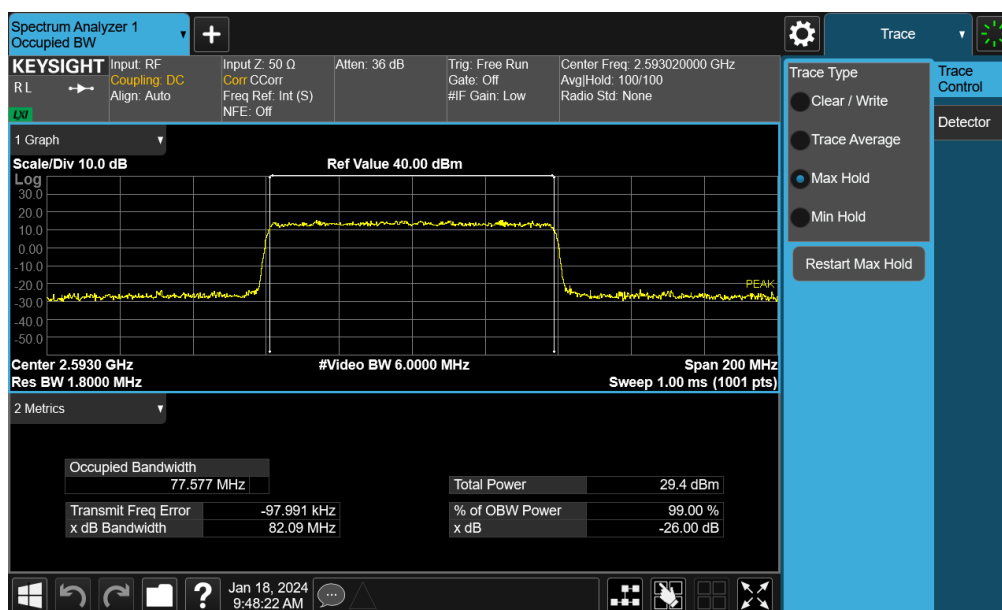 Spectrum Analyzer 1
Occupied BW
+
Trace
KEYSIGHT
Input: RF
Input Z: 50 Ω
Atten: 36 dB
Trig: Free Run
Center Freq: 2.593020000 GHz
R L
Coupling: DC
Corr CCorr
Gate: Off
Avg|Hold: 100/100
Align: Auto
Freq Ref: Int (S)
#IF Gain: Low
Radio Std: None
LXI
NFE: Off
1 Graph
Scale/Div 10.0 dB
Ref Value 40.00 dBm
Log
30.0
20.0
10.0
0.00
-10.0
-20.0
-30.0
-40.0
-50.0
PEAK
Center 2.5930 GHz
#Video BW 6.0000 MHz
Span 200 MHz
Res BW 1.8000 MHz
Sweep 1.00 ms (1001 pts)
2 Metrics
Occupied Bandwidth
77.577 MHz
Total Power 29.4 dBm
Transmit Freq Error -97.991 kHz
% of OBW Power 99.00 %
x dB Bandwidth 82.09 MHz
x dB -26.00 dB
Trace Type
Clear / Write
Trace Average
Max Hold
Min Hold
Restart Max Hold
Trace
Control
Detector
?
Jan 18, 2024
9:48:22 AM